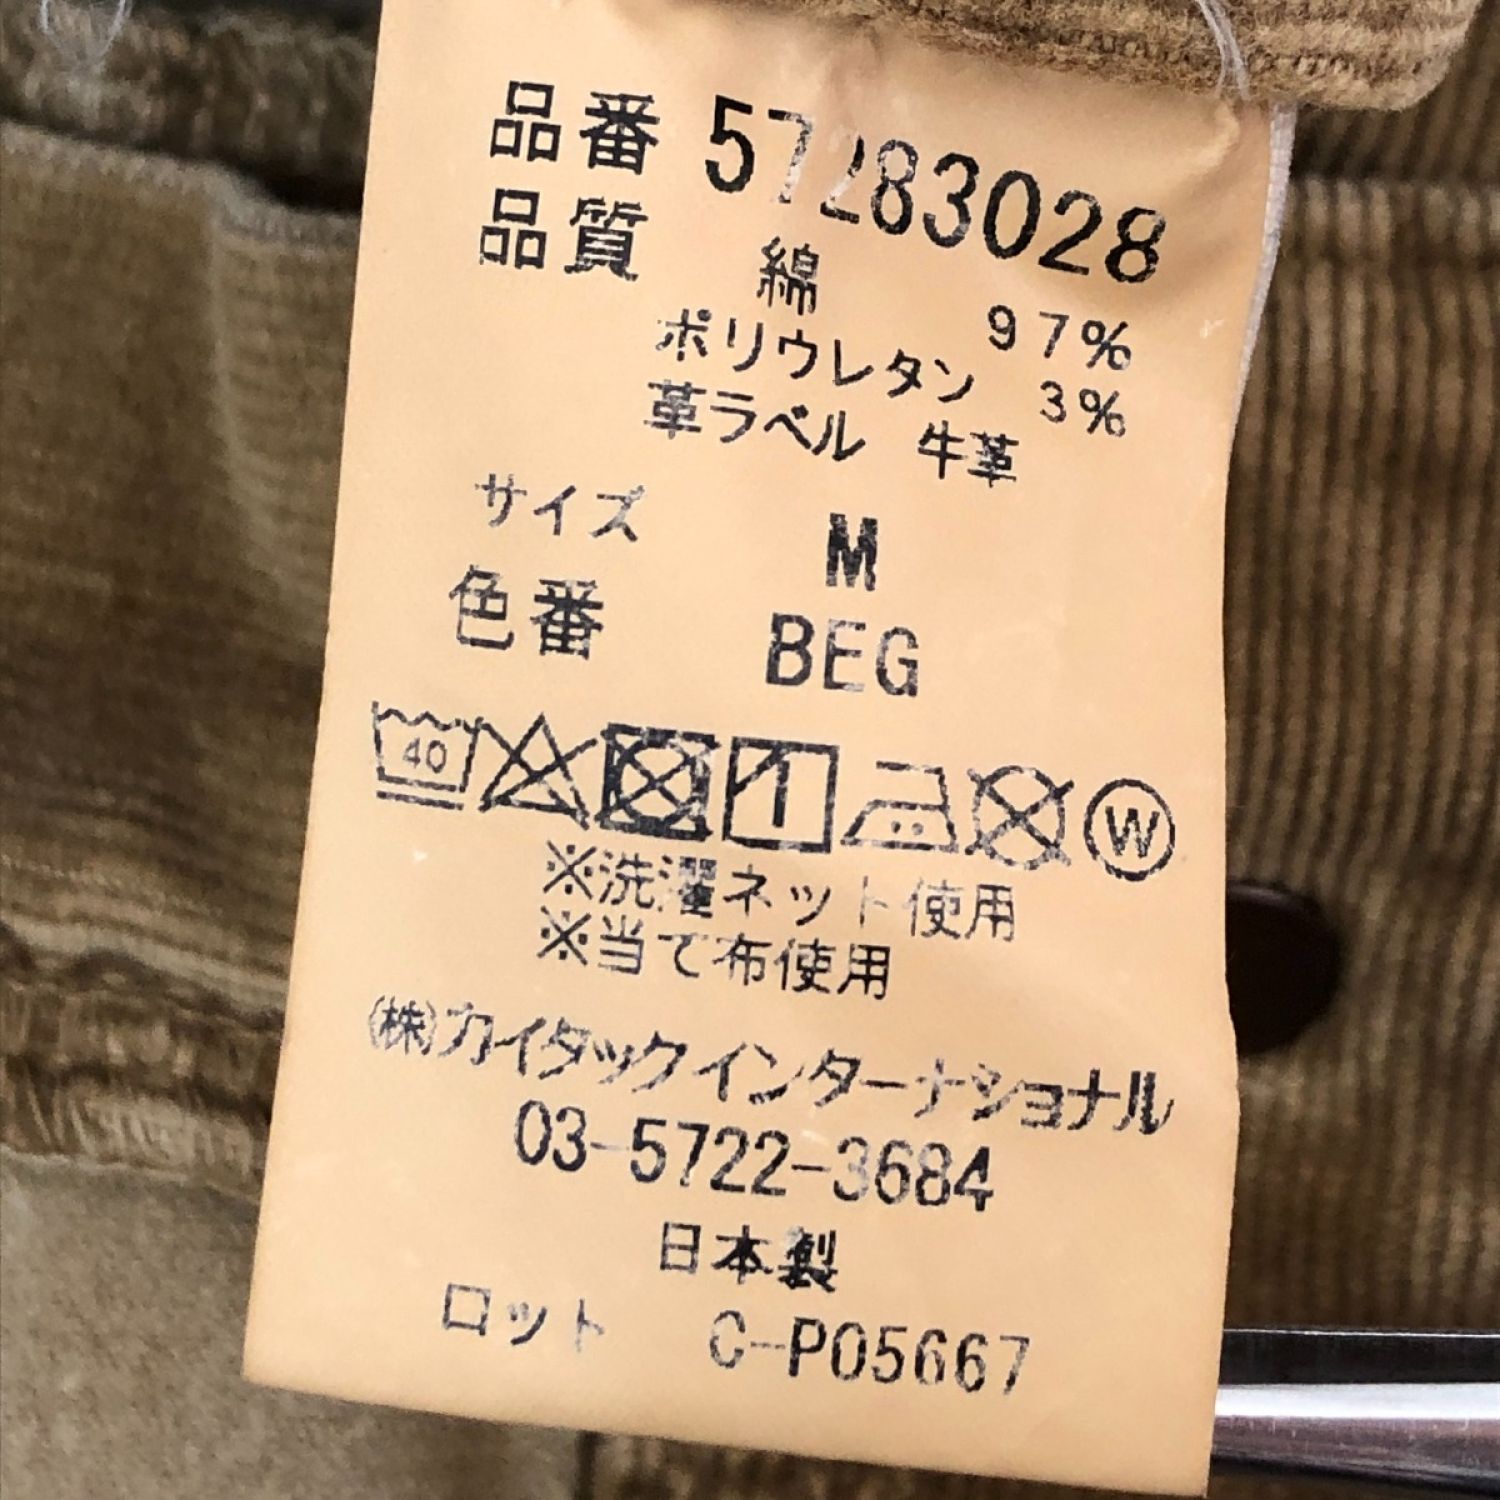 品番 57283028
品質 綿 97%
ポリウレタン 3%
革ラベル 牛革
サイズ M
色番 BEG
40 W
※洗濯ネット使用
※当て布使用
(株)カイタックインターナショナル
03-5722-3684
日本製
ロット C-P05667